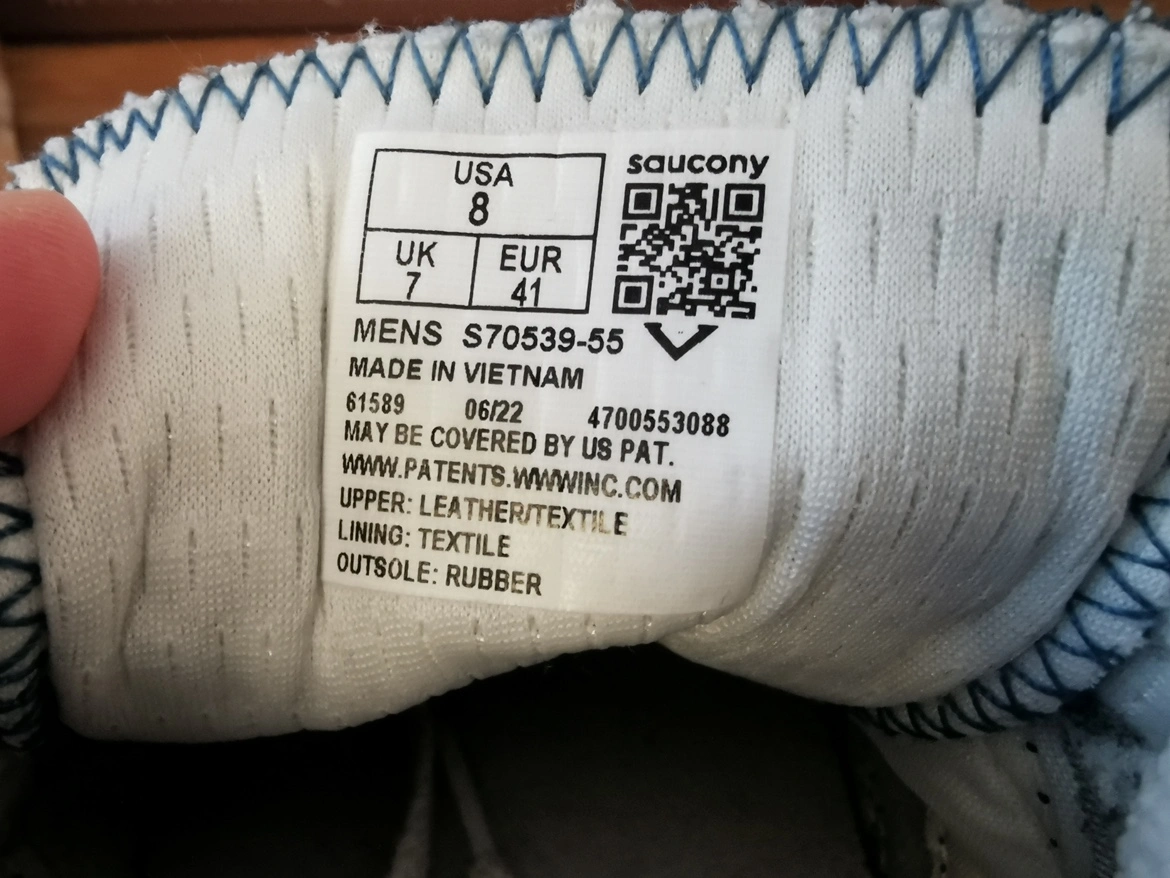 saucony
USA
8
UK EUR
7 41
MENS S70539-55
MADE IN VIETNAM
61589 06/22 4700553088
MAY BE COVERED BY US PAT.
WWW.PATENTS.WWWINC.COM
UPPER: LEATHER/TEXTILE
LINING: TEXTILE
OUTSOLE: RUBBER